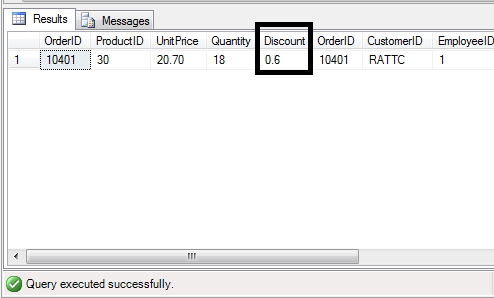 Results Messages
OrderID ProductID UnitPrice Quantity Discount OrderID CustomerID EmployeeID
1 10401 30 20.70 18 0.6 10401 RATTC 1
Query executed successfully.